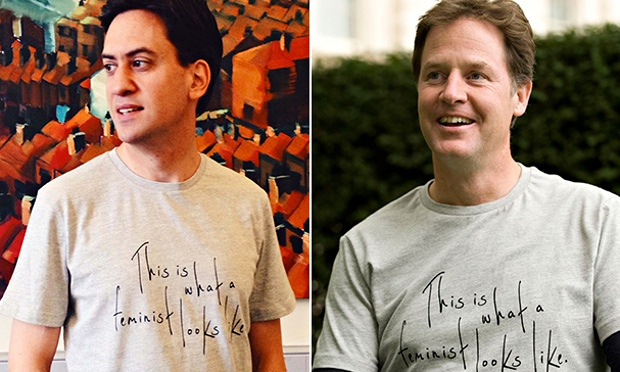 This is
what a
feminist
looks like
This is
what a
feminist looks like.